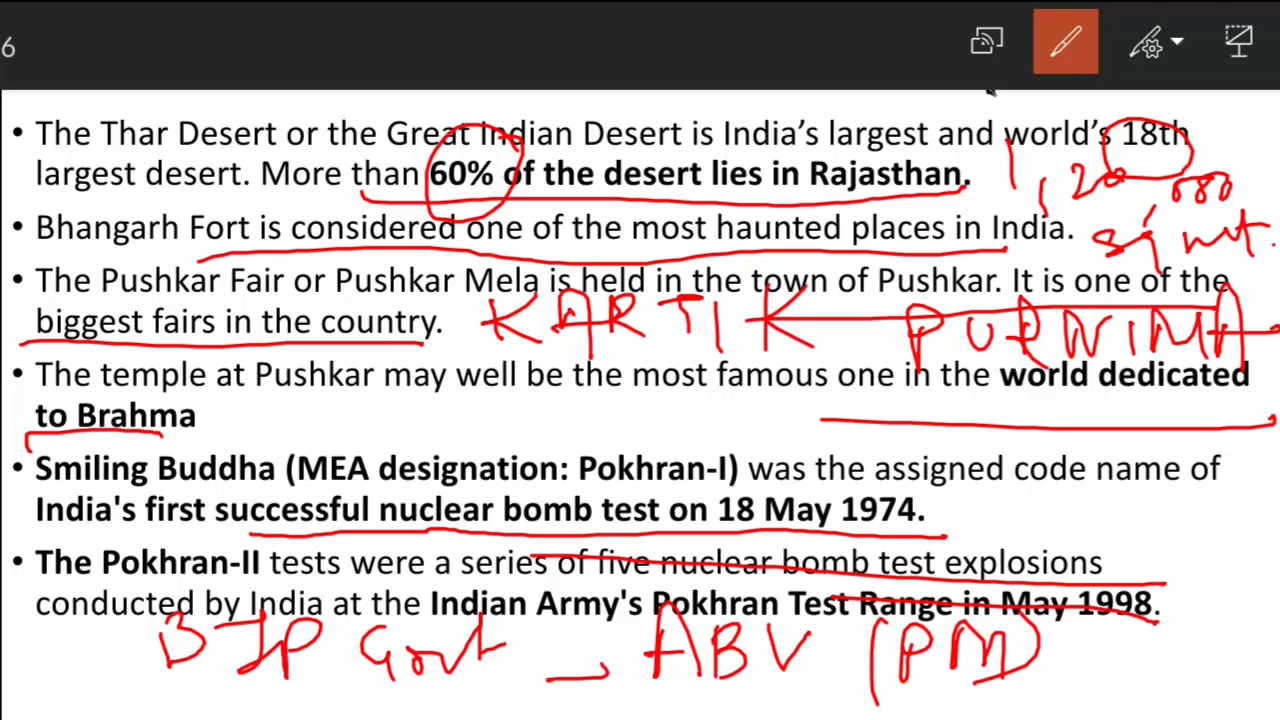 6
• The Thar Desert or the Great Indian Desert is India's largest and world's 18th
largest desert. More than 60% of the desert lies in Rajasthan.
1,20,000
• Bhangarh Fort is considered one of the most haunted places in India.
sq mt.
• The Pushkar Fair or Pushkar Mela is held in the town of Pushkar. It is one of the
biggest fairs in the country.
KARTIK PURNIMA
• The temple at Pushkar may well be the most famous one in the world dedicated
to Brahma
• Smiling Buddha (MEA designation: Pokhran-I) was the assigned code name of
India's first successful nuclear bomb test on 18 May 1974.
• The Pokhran-II tests were a series of five nuclear bomb test explosions
conducted by India at the Indian Army's Pokhran Test Range in May 1998.
BJP Govt → ABV (PM)